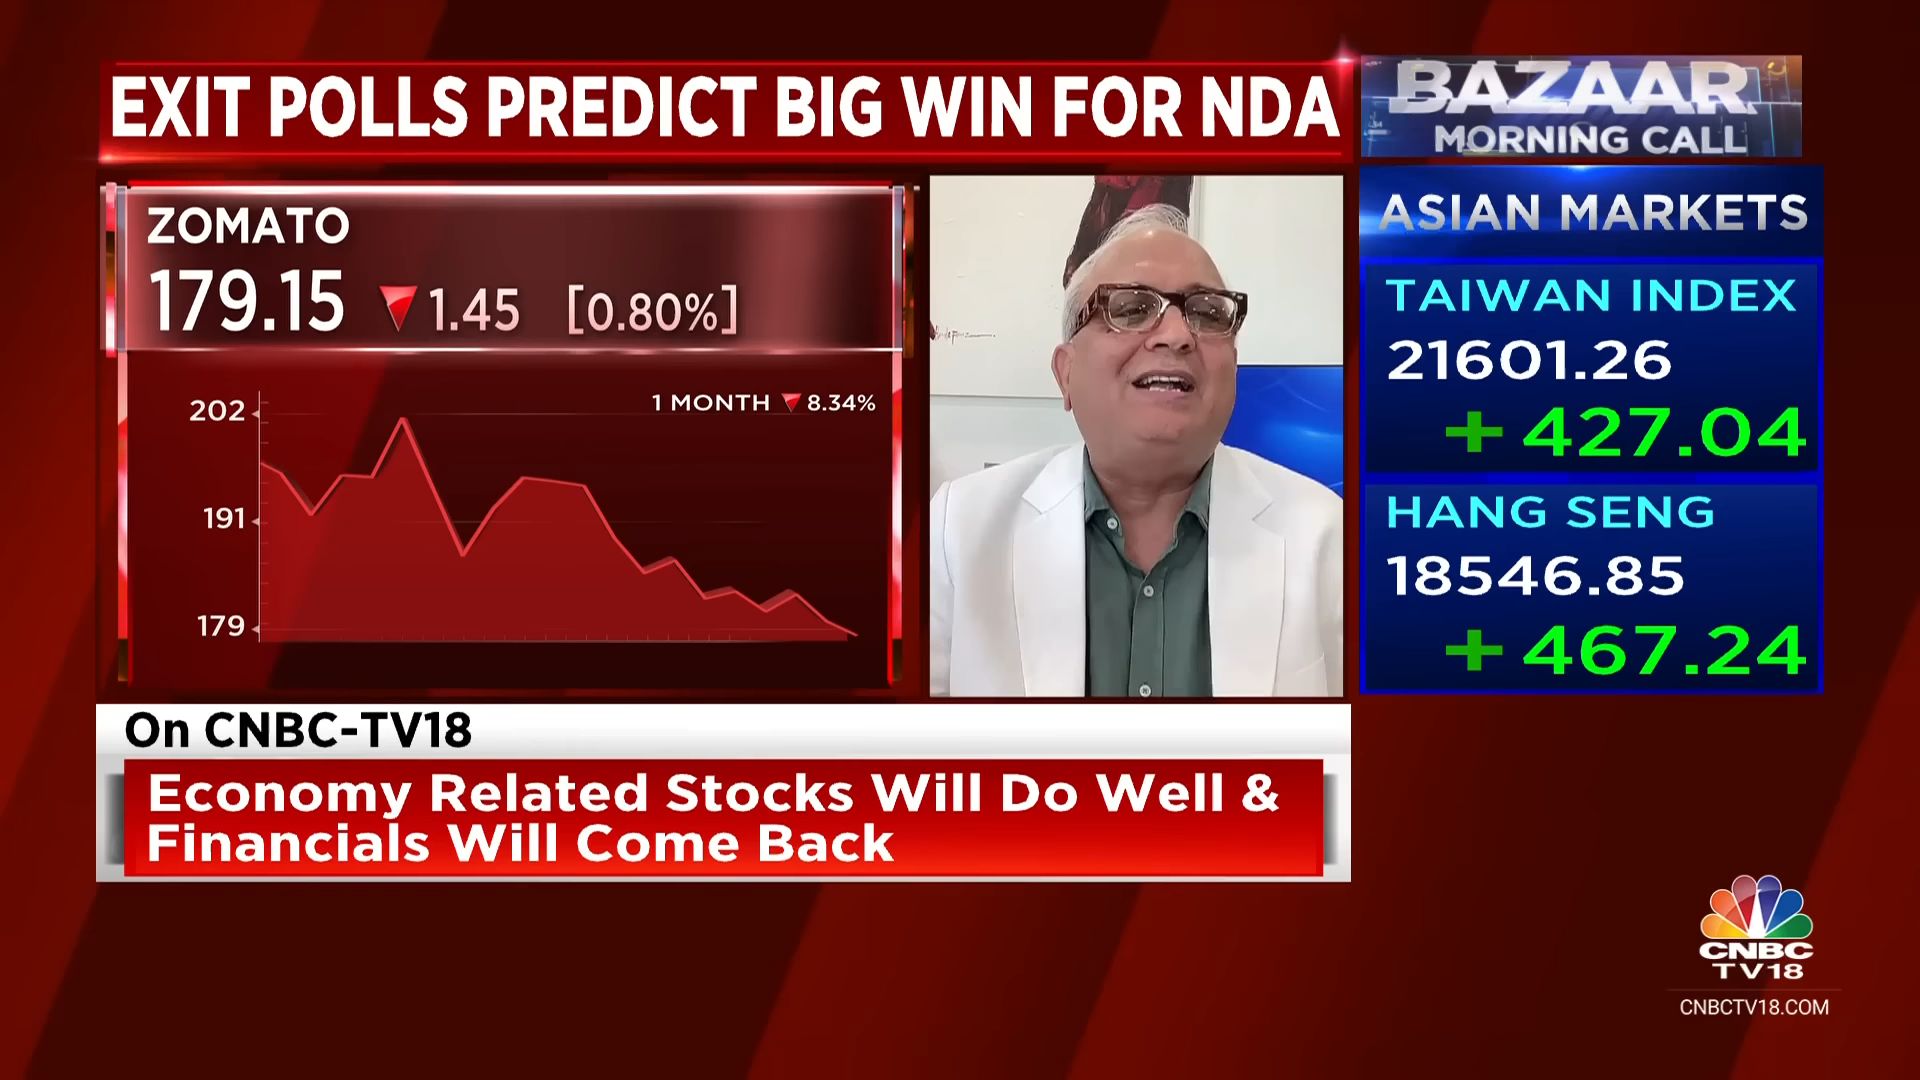 EXIT POLLS PREDICT BIG WIN FOR NDA
BAZAAR
MORNING CALL
ZOMATO
179.15 ▼ 1.45 [0.80%]
1 MONTH ▼ 8.34%
202
191
179
ASIAN MARKETS
TAIWAN INDEX
21601.26
+ 427.04
HANG SENG
18546.85
+ 467.24
On CNBC-TV18
Economy Related Stocks Will Do Well &
Financials Will Come Back
CNBC
TV18
CNBCTV18.COM